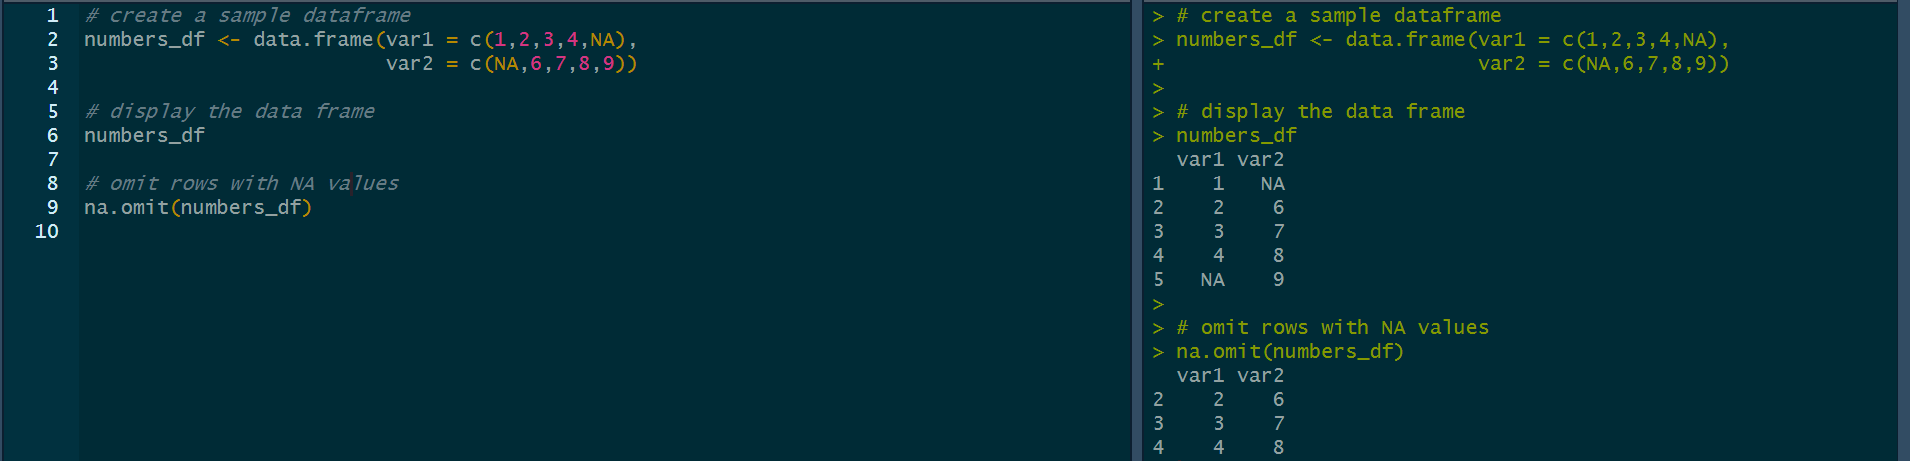 1 # create a sample dataframe
2 numbers_df <- data.frame(var1 = c(1,2,3,4,NA),
3                          var2 = c(NA,6,7,8,9))
4
5 # display the data frame
6 numbers_df
7
8 # omit rows with NA values
9 na.omit(numbers_df)
10
> # create a sample dataframe
> numbers_df <- data.frame(var1 = c(1,2,3,4,NA),
+                          var2 = c(NA,6,7,8,9))
>
> # display the data frame
> numbers_df
  var1 var2
1    1   NA
2    2    6
3    3    7
4    4    8
5   NA    9
>
> # omit rows with NA values
> na.omit(numbers_df)
  var1 var2
2    2    6
3    3    7
4    4    8